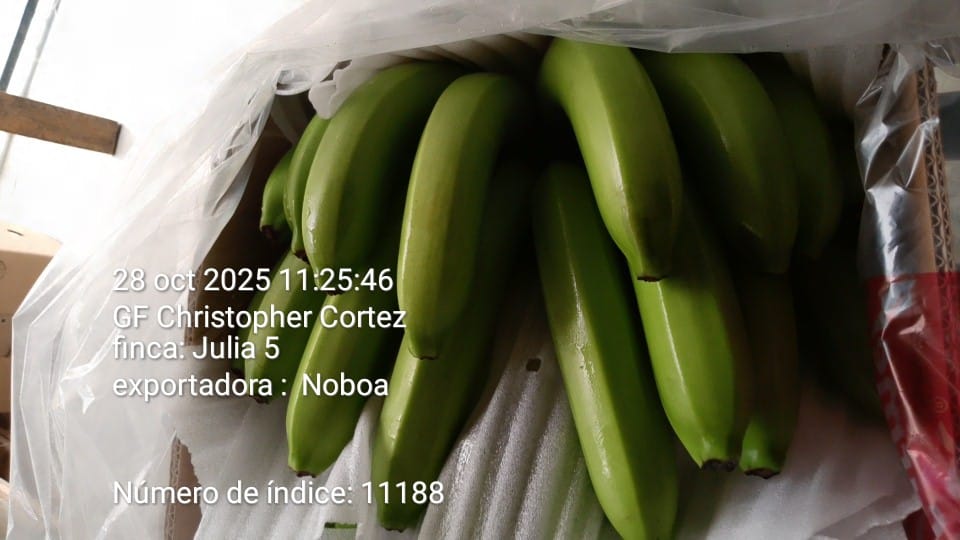 28 oct 2025 11:25:46
GF Christopher Cortez
finca: Julia 5
exportadora : Noboa
Número de índice: 11188